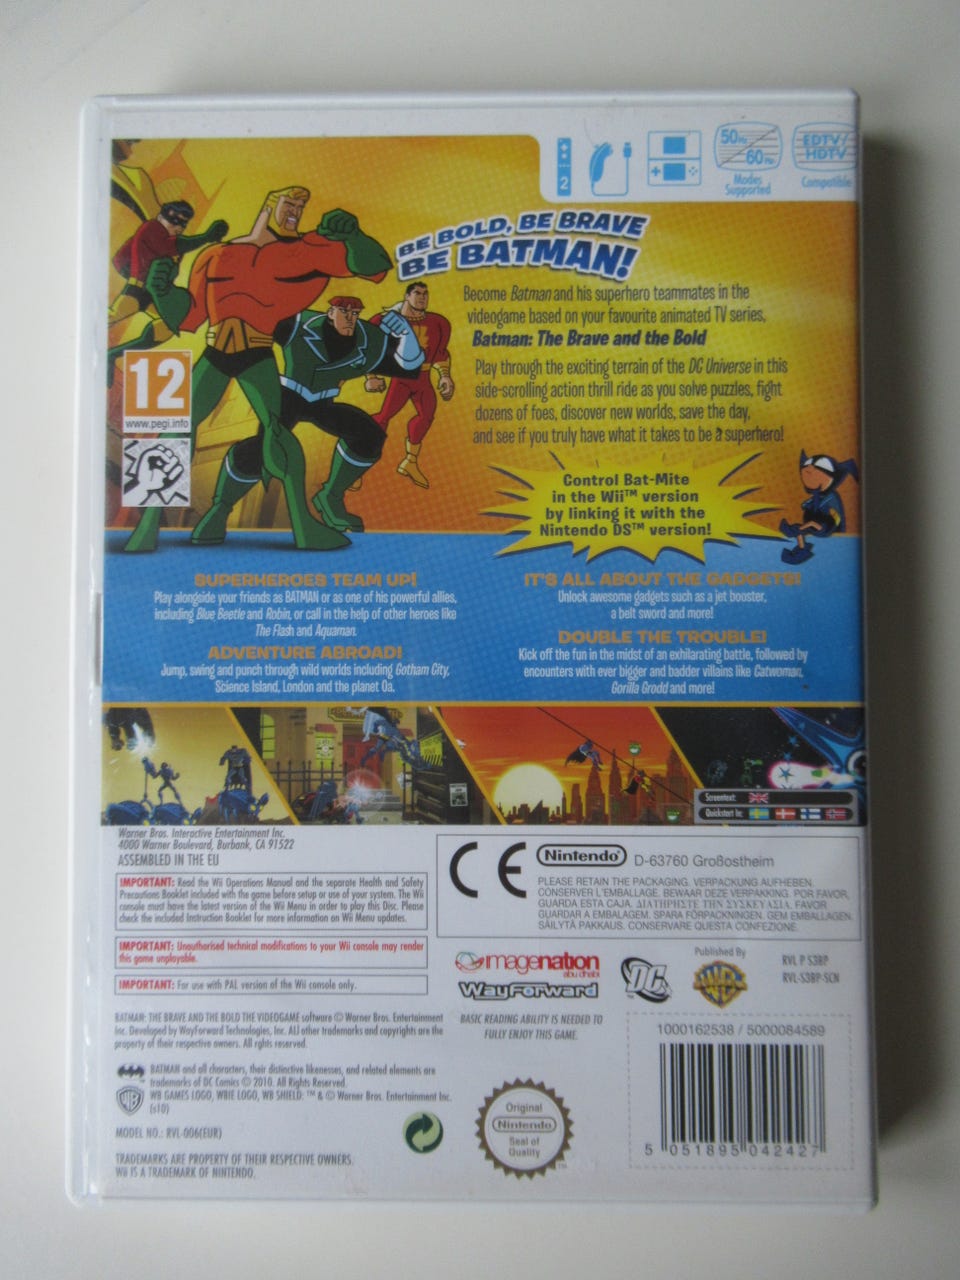 2
50Hz
60Hz
Modes
Supported
EDTV/
HDTV
Compatible
BE BOLD, BE BRAVE
BE BATMAN!
Become Batman and his superhero teammates in the
videogame based on your favourite animated TV series,
Batman: The Brave and the Bold
Play through the exciting terrain of the DC Universe in this
side-scrolling action thrill ride as you solve puzzles, fight
dozens of foes, discover new worlds, save the day,
and see if you truly have what it takes to be a superhero!
12
www.pegi.info
Control Bat-Mite
in the Wii™ version
by linking it with the
Nintendo DS™ version!
SUPERHEROES TEAM UP!
Play alongside your friends as BATMAN or as one of his powerful allies,
including Blue Beetle and Robin, or call in the help of other heroes like
The Flash and Aquaman.
ADVENTURE ABROAD!
Jump, swing and punch through wild worlds including Gotham City,
Science Island, London and the planet Oa.
IT'S ALL ABOUT THE GADGETS!
Unlock awesome gadgets such as a jet booster,
a belt sword and more!
DOUBLE THE TROUBLE!
Kick off the fun in the midst of an exhilarating battle, followed by
encounters with ever bigger and badder villains like Catwoman,
Gorilla Grodd and more!
Screentext:
Quickstart in:
Warner Bros. Interactive Entertainment Inc.
4000 Warner Boulevard, Burbank, CA 91522
ASSEMBLED IN THE EU
IMPORTANT: Read the Wii Operations Manual and the separate Health and Safety
Precautions Booklet included with the game before setup or use of your system. The Wii
console must have the latest version of the Wii Menu in order to play this Disc. Please
check the included Instruction Booklet for more information on Wii Menu updates.
IMPORTANT: Unauthorised technical modifications to your Wii console may render
this game unplayable.
IMPORTANT: For use with PAL version of the Wii console only.
CE
Nintendo®
D-63760 Großostheim
PLEASE RETAIN THE PACKAGING. VERPACKUNG AUFHEBEN.
CONSERVER L'EMBALLAGE. BEWAAR DEZE VERPAKKING. POR FAVOR,
GUARDA ESTA CAJA. ΔΙΑΤΗΡΗΣΤΕ ΤΗΝ ΣΥΣΚΕΥΑΣΙΑ. FAVOR
GUARDAR A EMBALAGEM. SPARA FÖRPACKNINGEN. GEM EMBALLAGEN.
SÄILYTÄ PAKKAUS. CONSERVARE QUESTA CONFEZIONE.
imagenation
abu dhabi
WayForward
DC
Published By
WB
RVL P S3BP
RVL-S3BP-SCN
BASIC READING ABILITY IS NEEDED TO
FULLY ENJOY THIS GAME.
BATMAN: THE BRAVE AND THE BOLD THE VIDEOGAME software © Warner Bros. Entertainment
Inc. Developed by WayForward Technologies, Inc. All other trademarks and copyrights are the
property of their respective owners. All rights reserved.
BATMAN and all characters, their distinctive likenesses, and related elements are
trademarks of DC Comics © 2010. All Rights Reserved.
WB GAMES LOGO, WBIE LOGO, WB SHIELD: ™ & © Warner Bros. Entertainment Inc.
(s10)
MODEL NO.: RVL-006(EUR)
TRADEMARKS ARE PROPERTY OF THEIR RESPECTIVE OWNERS.
Wii IS A TRADEMARK OF NINTENDO.
Original
Nintendo
Seal of
Quality
1000162538 / 5000084589
5 051895 042427